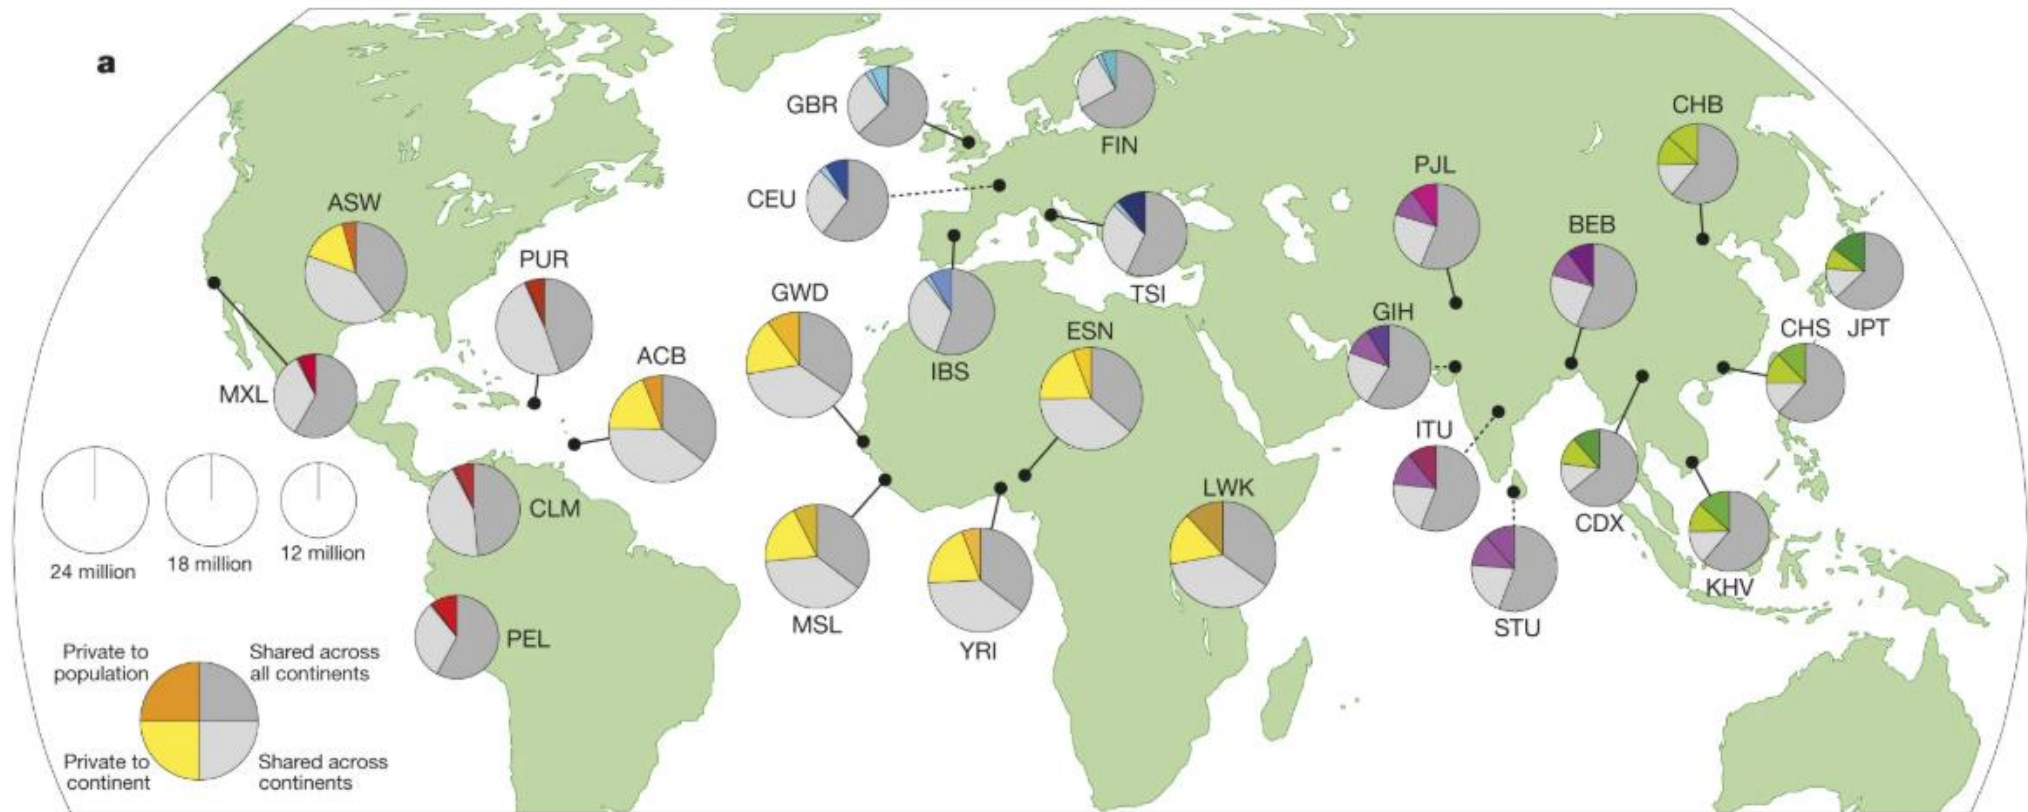 a
GBR
FIN
CHB
CEU
PJL
ASW
BEB
PUR
TSI
GWD
GIH
ESN
CHS
JPT
ACB
IBS
MXL
ITU
LWK
CLM
CDX
24 million
18 million
12 million
KHV
MSL
STU
PEL
YRI
Private to
population
Shared across
all continents
Private to
continent
Shared across
continents